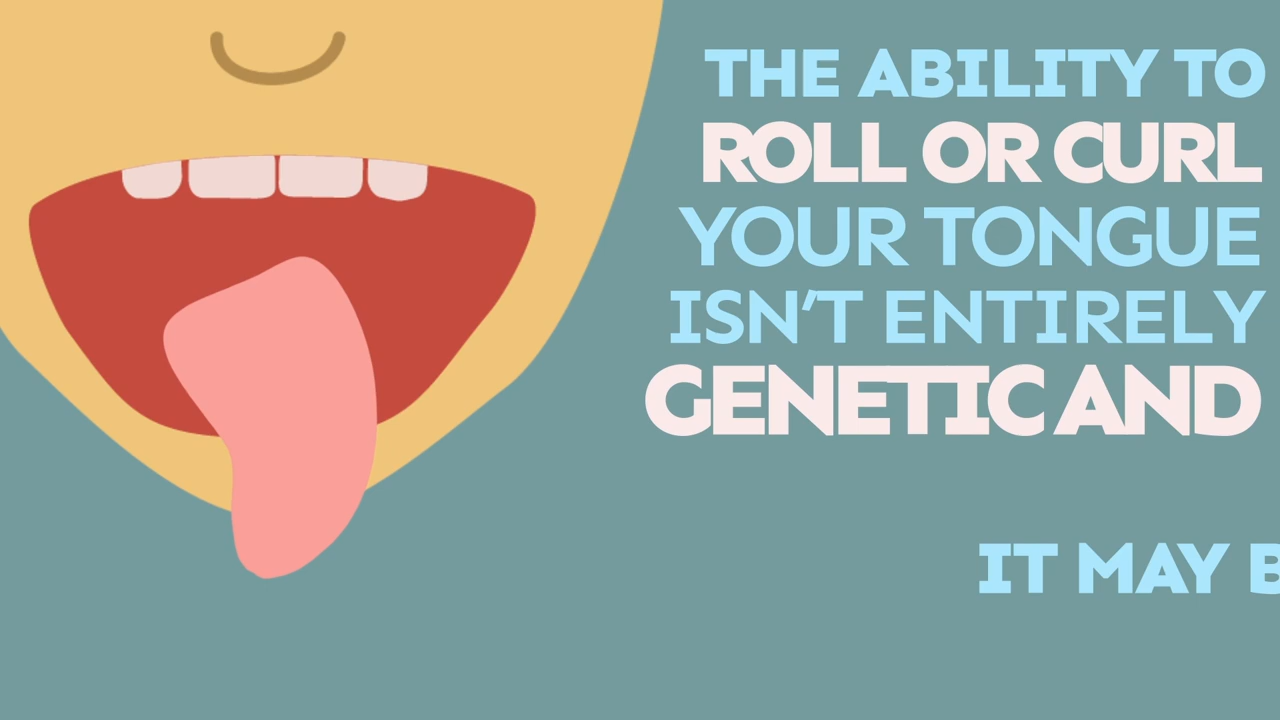 THE ABILITY TO
ROLL OR CURL
YOUR TONGUE
ISN'T ENTIRELY
GENETIC AND
IT MAY